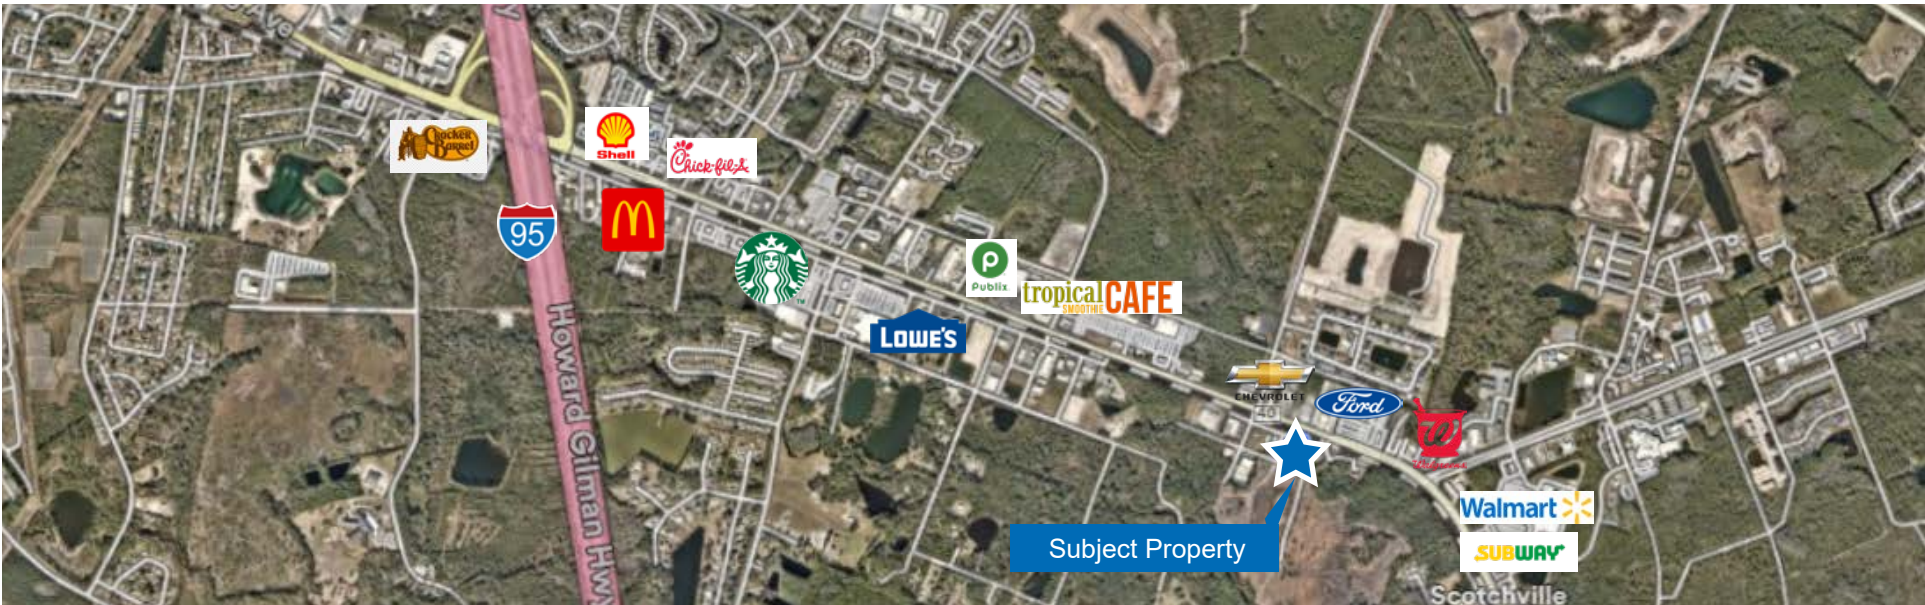 Ave
Cracker
Barrel
Shell
Chick-fil-A
95
Publix
tropical
SMOOTHIE
CAFE
LOWE'S
Howard Gilman Hwy
CHEVROLET
40
Ford
Walgreens
Walmart
SUBWAY
Subject Property
Scotchville